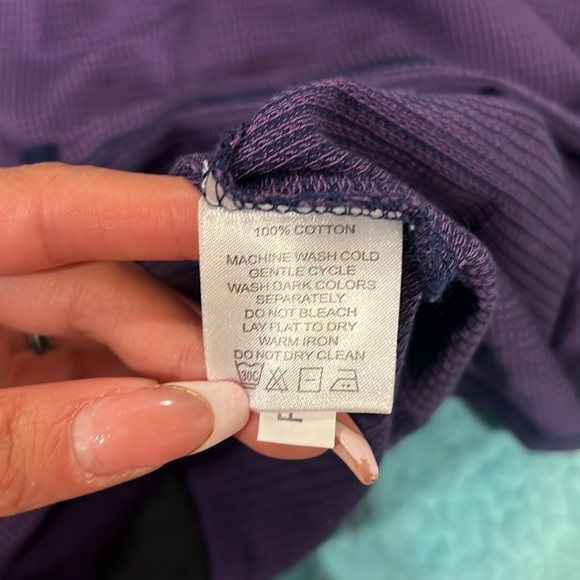 100% COTTON
MACHINE WASH COLD
GENTLE CYCLE
WASH DARK COLORS
SEPARATELY
DO NOT BLEACH
LAY FLAT TO DRY
WARM IRON
DO NOT DRY CLEAN
30C